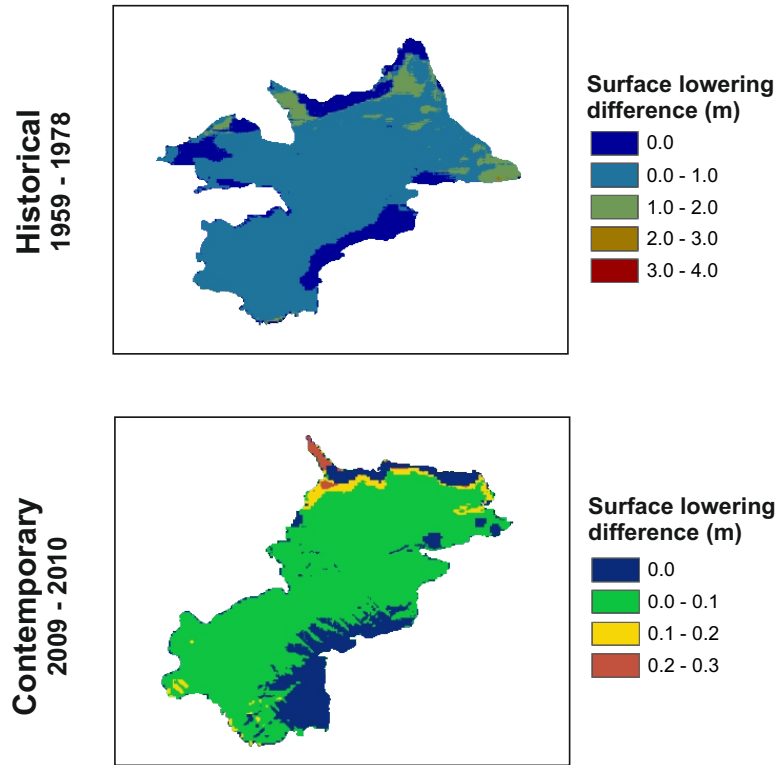 Historical
1959 - 1978
Surface lowering
difference (m)
0.0
0.0 - 1.0
1.0 - 2.0
2.0 - 3.0
3.0 - 4.0
Contemporary
2009 - 2010
Surface lowering
difference (m)
0.0
0.0 - 0.1
0.1 - 0.2
0.2 - 0.3